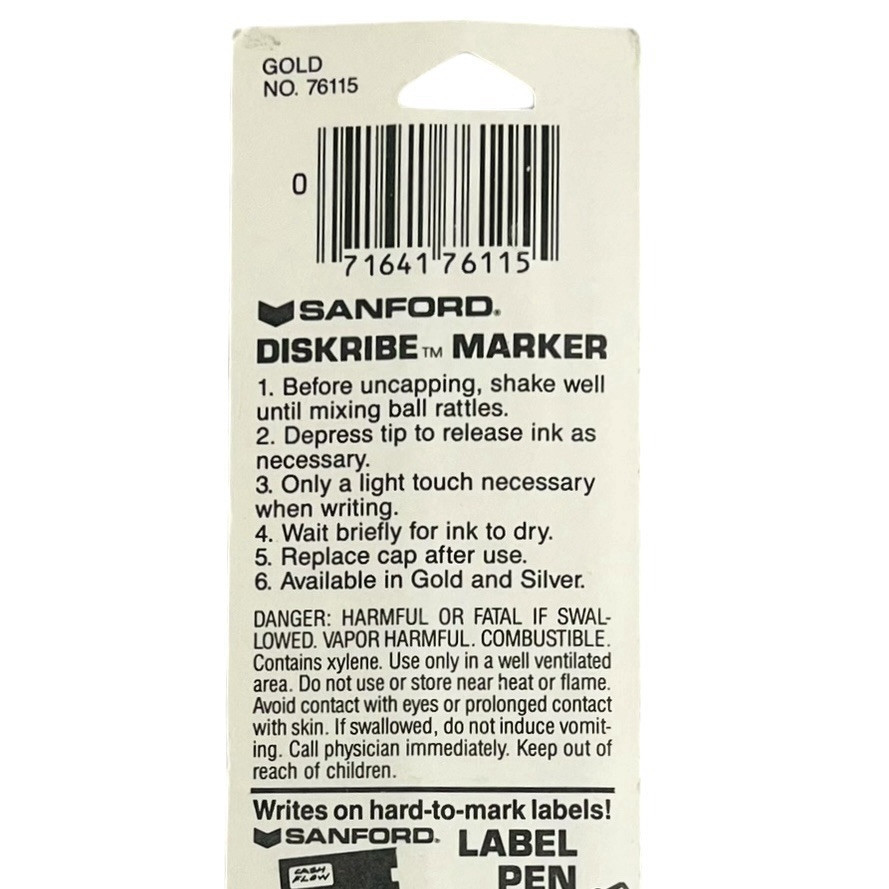 GOLD
NO. 76115
0
71641 76115
SANFORD®
DISKRIBE™ MARKER
1. Before uncapping, shake well
until mixing ball rattles.
2. Depress tip to release ink as
necessary.
3. Only a light touch necessary
when writing.
4. Wait briefly for ink to dry.
5. Replace cap after use.
6. Available in Gold and Silver.
DANGER: HARMFUL OR FATAL IF SWAL-
LOWED. VAPOR HARMFUL. COMBUSTIBLE.
Contains xylene. Use only in a well ventilated
area. Do not use or store near heat or flame.
Avoid contact with eyes or prolonged contact
with skin. If swallowed, do not induce vomit-
ing. Call physician immediately. Keep out of
reach of children.
Writes on hard-to-mark labels!
SANFORD®
LABEL
PEN
CASH
FLOW